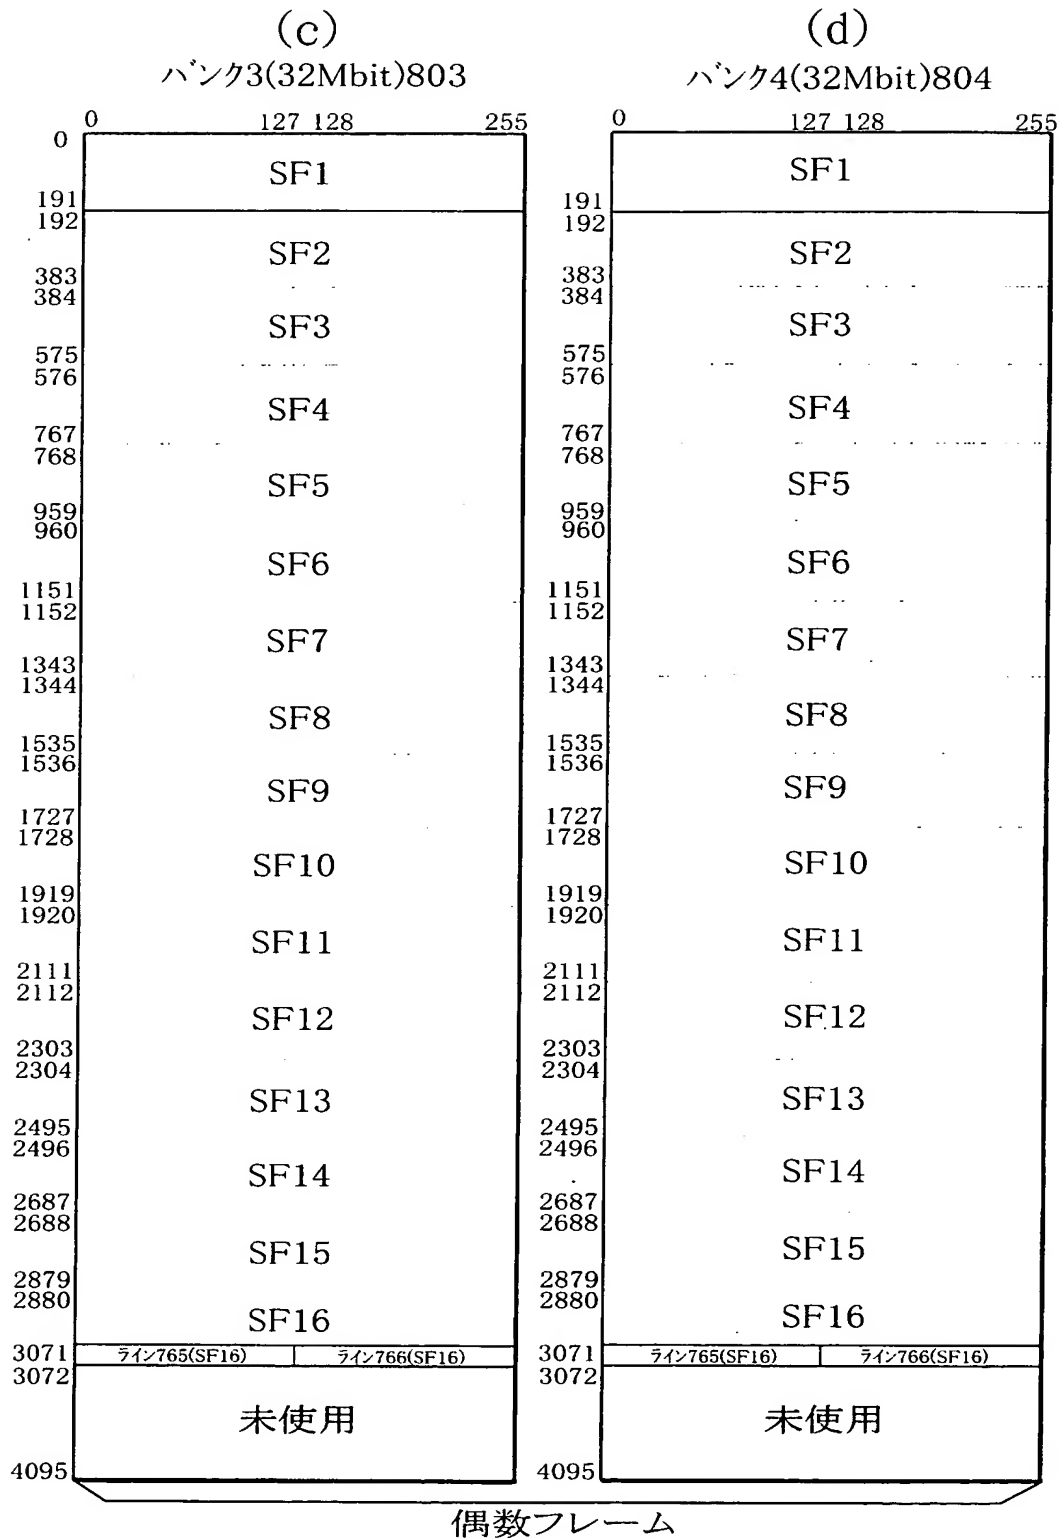 (c)
バンク3(32Mbit)803
0 127 128 255
0
SF1
191
192
SF2
383
384
SF3
575
576
SF4
767
768
SF5
959
960
SF6
1151
1152
SF7
1343
1344
SF8
1535
1536
SF9
1727
1728
SF10
1919
1920
SF11
2111
2112
SF12
2303
2304
SF13
2495
2496
SF14
2687
2688
SF15
2879
2880
SF16
3071
ライン765(SF16) ライン766(SF16)
3072
未使用
4095
(d)
バンク4(32Mbit)804
0 127 128 255
SF1
191
192
SF2
383
384
SF3
575
576
SF4
767
768
SF5
959
960
SF6
1151
1152
SF7
1343
1344
SF8
1535
1536
SF9
1727
1728
SF10
1919
1920
SF11
2111
2112
SF12
2303
2304
SF13
2495
2496
SF14
2687
2688
SF15
2879
2880
SF16
3071
ライン765(SF16) ライン766(SF16)
3072
未使用
4095
偶数フレーム